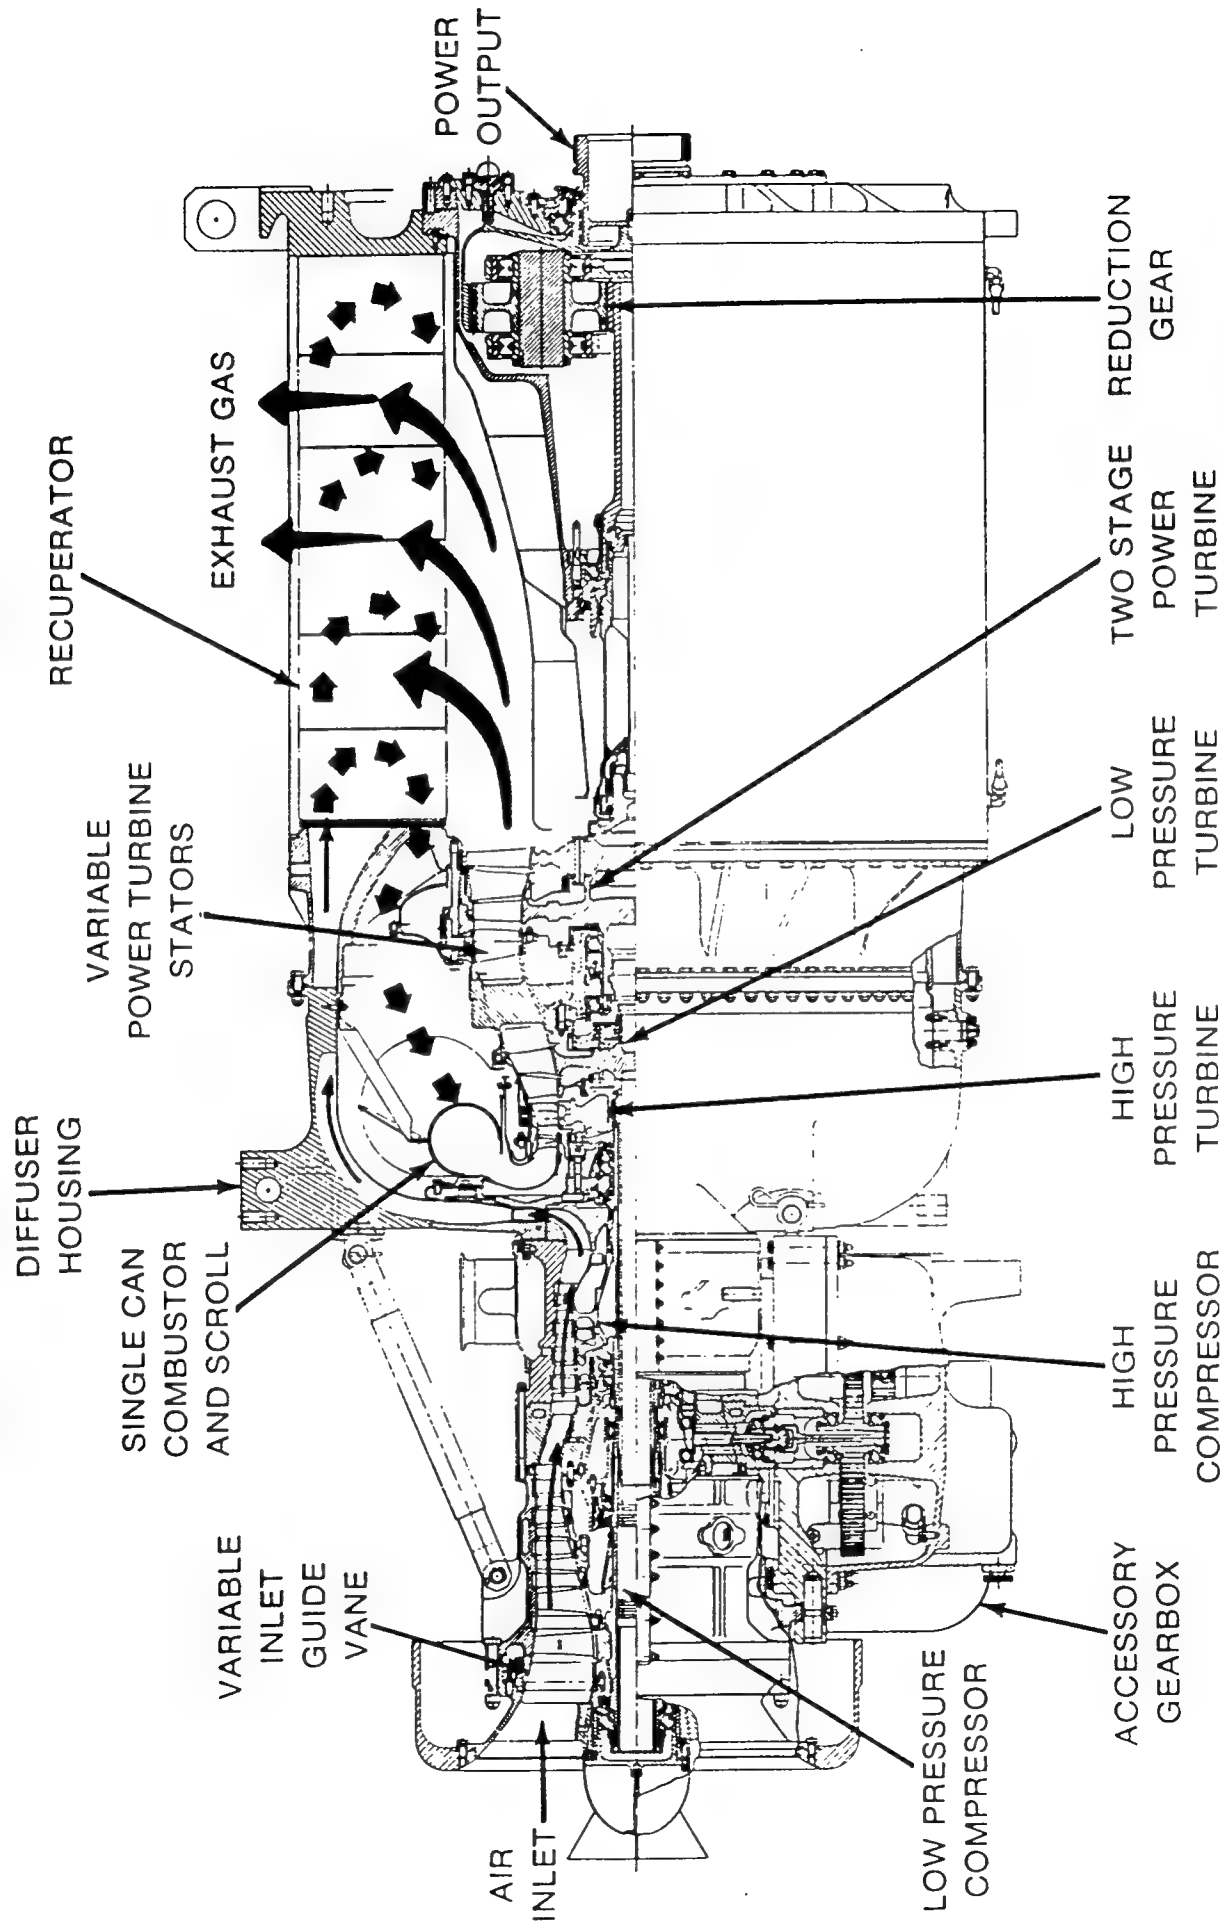 DIFFUSER
HOUSING
RECUPERATOR
SINGLE CAN
COMBUSTOR
AND SCROLL
VARIABLE
POWER TURBINE
STATORS
EXHAUST GAS
VARIABLE
INLET
GUIDE
VANE
POWER
OUTPUT
AIR
INLET
LOW PRESSURE
COMPRESSOR
ACCESSORY
GEARBOX
HIGH
PRESSURE
COMPRESSOR
HIGH
PRESSURE
TURBINE
LOW
PRESSURE
TURBINE
TWO STAGE
POWER
TURBINE
REDUCTION
GEAR